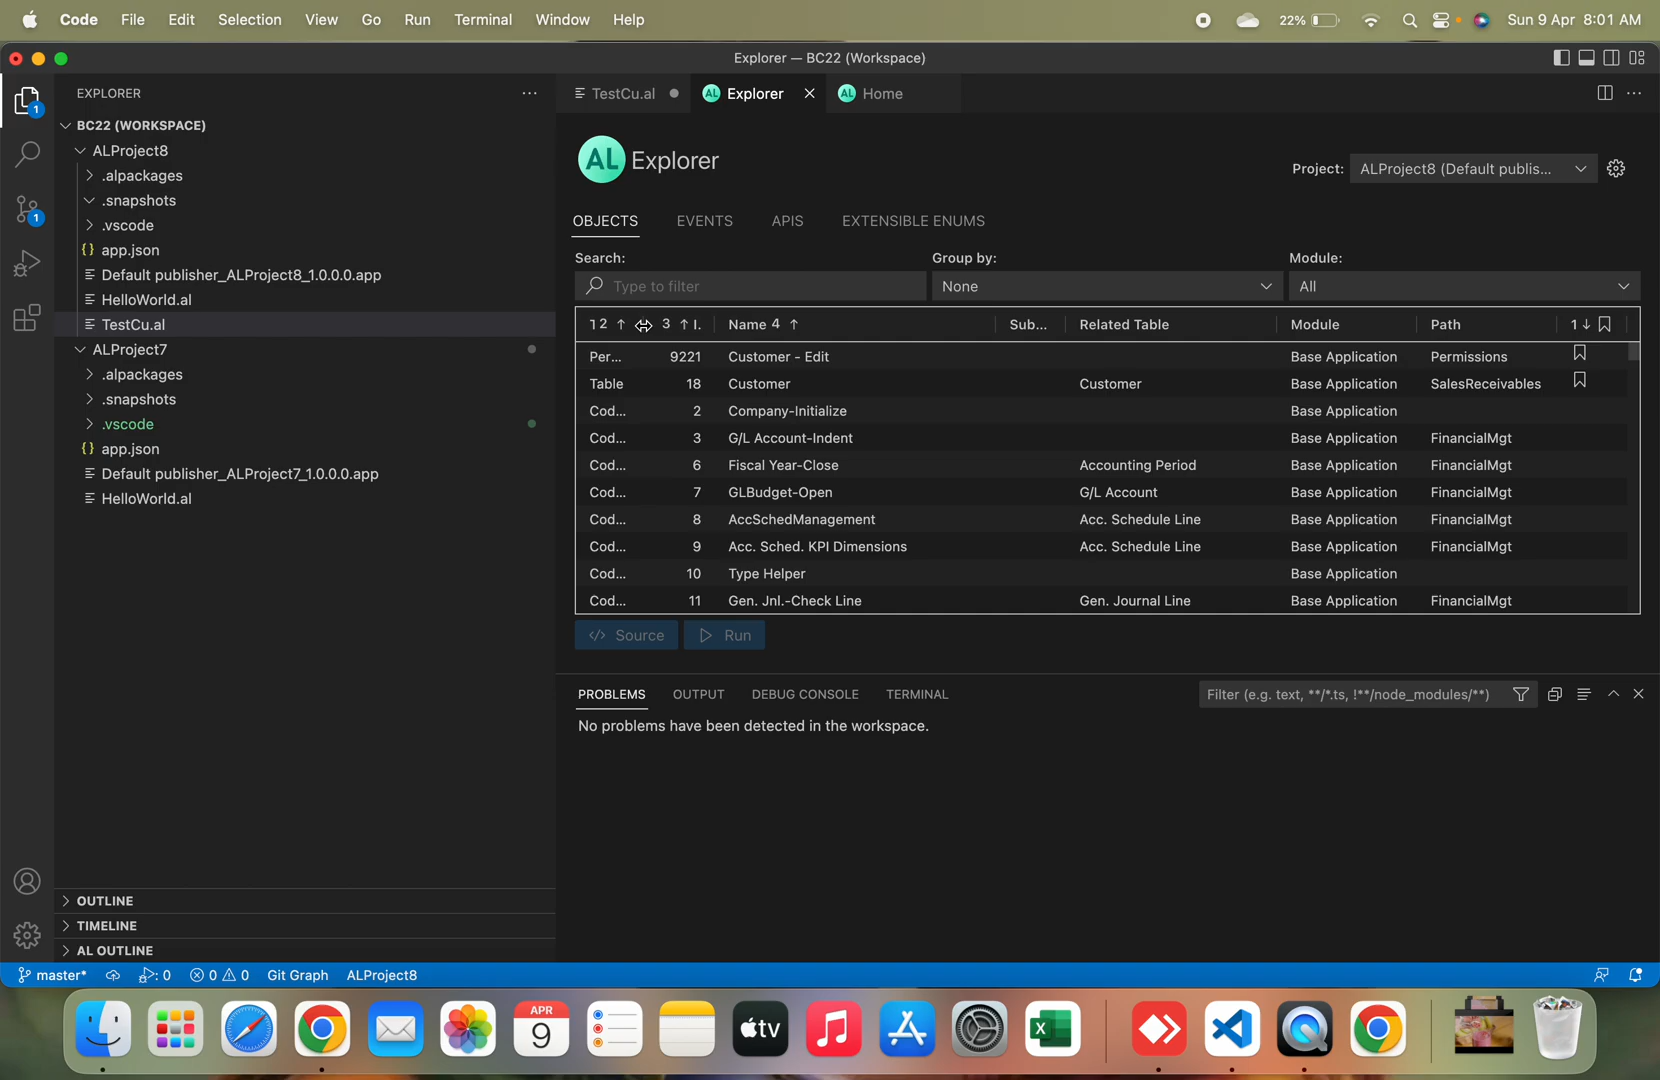 Code File Edit Selection View Go Run Terminal Window Help 22% Sun 9 Apr 8:01 AM
Explorer — BC22 (Workspace)
EXPLORER
TestCu.al
AL Explorer
AL Home
BC22 (WORKSPACE)
ALProject8
.alpackages
.snapshots
.vscode
{} app.json
Default publisher_ALProject8_1.0.0.0.app
HelloWorld.al
TestCu.al
ALProject7
.alpackages
.snapshots
.vscode
{} app.json
Default publisher_ALProject7_1.0.0.0.app
HelloWorld.al
OUTLINE
TIMELINE
AL OUTLINE
1
1
AL Explorer
Project: ALProject8 (Default publis...
OBJECTS EVENTS APIS EXTENSIBLE ENUMS
Search: Group by: Module:
Type to filter None All
1 2 ↑ 3 ↑ I. Name 4 ↑ Sub... Related Table Module Path 1 ↓
Per... 9221 Customer - Edit Base Application Permissions
Table 18 Customer Customer Base Application SalesReceivables
Cod... 2 Company-Initialize Base Application
Cod... 3 G/L Account-Indent Base Application FinancialMgt
Cod... 6 Fiscal Year-Close Accounting Period Base Application FinancialMgt
Cod... 7 GLBudget-Open G/L Account Base Application FinancialMgt
Cod... 8 AccSchedManagement Acc. Schedule Line Base Application FinancialMgt
Cod... 9 Acc. Sched. KPI Dimensions Acc. Schedule Line Base Application FinancialMgt
Cod... 10 Type Helper Base Application
Cod... 11 Gen. Jnl.-Check Line Gen. Journal Line Base Application FinancialMgt
</> Source Run
PROBLEMS OUTPUT DEBUG CONSOLE TERMINAL Filter (e.g. text, **/*.ts, !**/node_modules/**)
No problems have been detected in the workspace.
master* : 0 0 0 Git Graph ALProject8
APR
9
tv
X